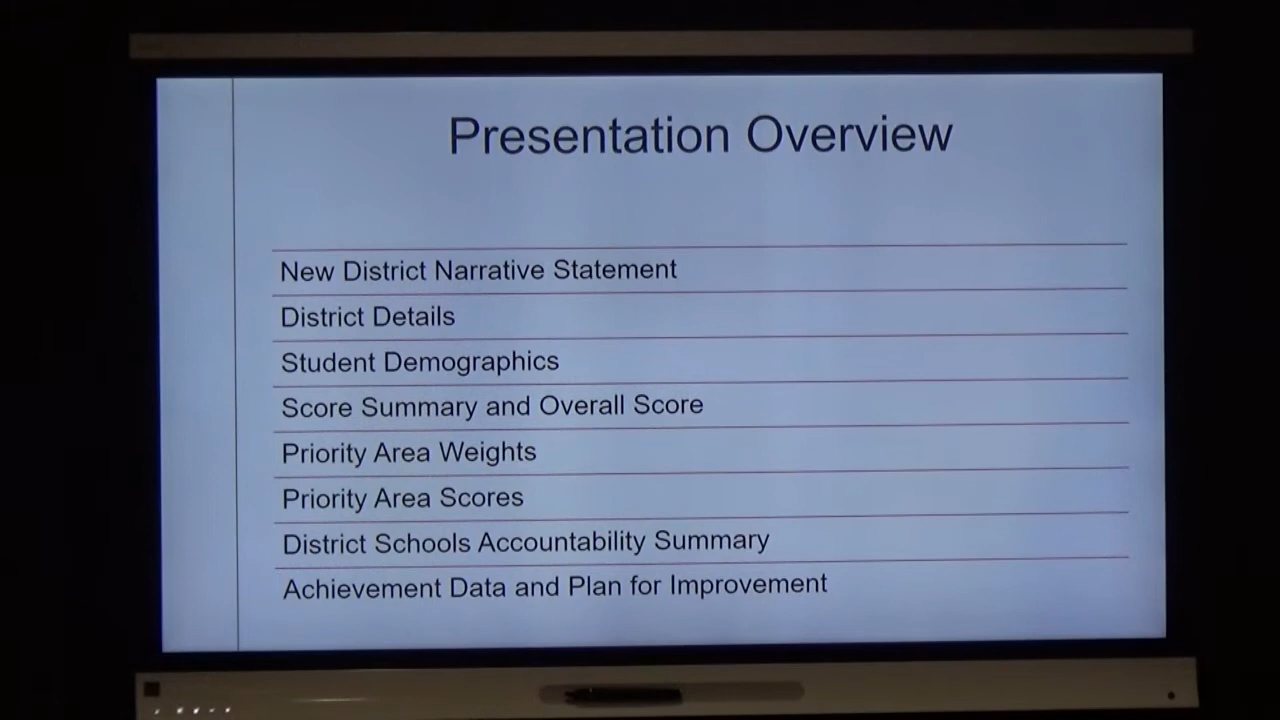 Presentation Overview
New District Narrative Statement
District Details
Student Demographics
Score Summary and Overall Score
Priority Area Weights
Priority Area Scores
District Schools Accountability Summary
Achievement Data and Plan for Improvement